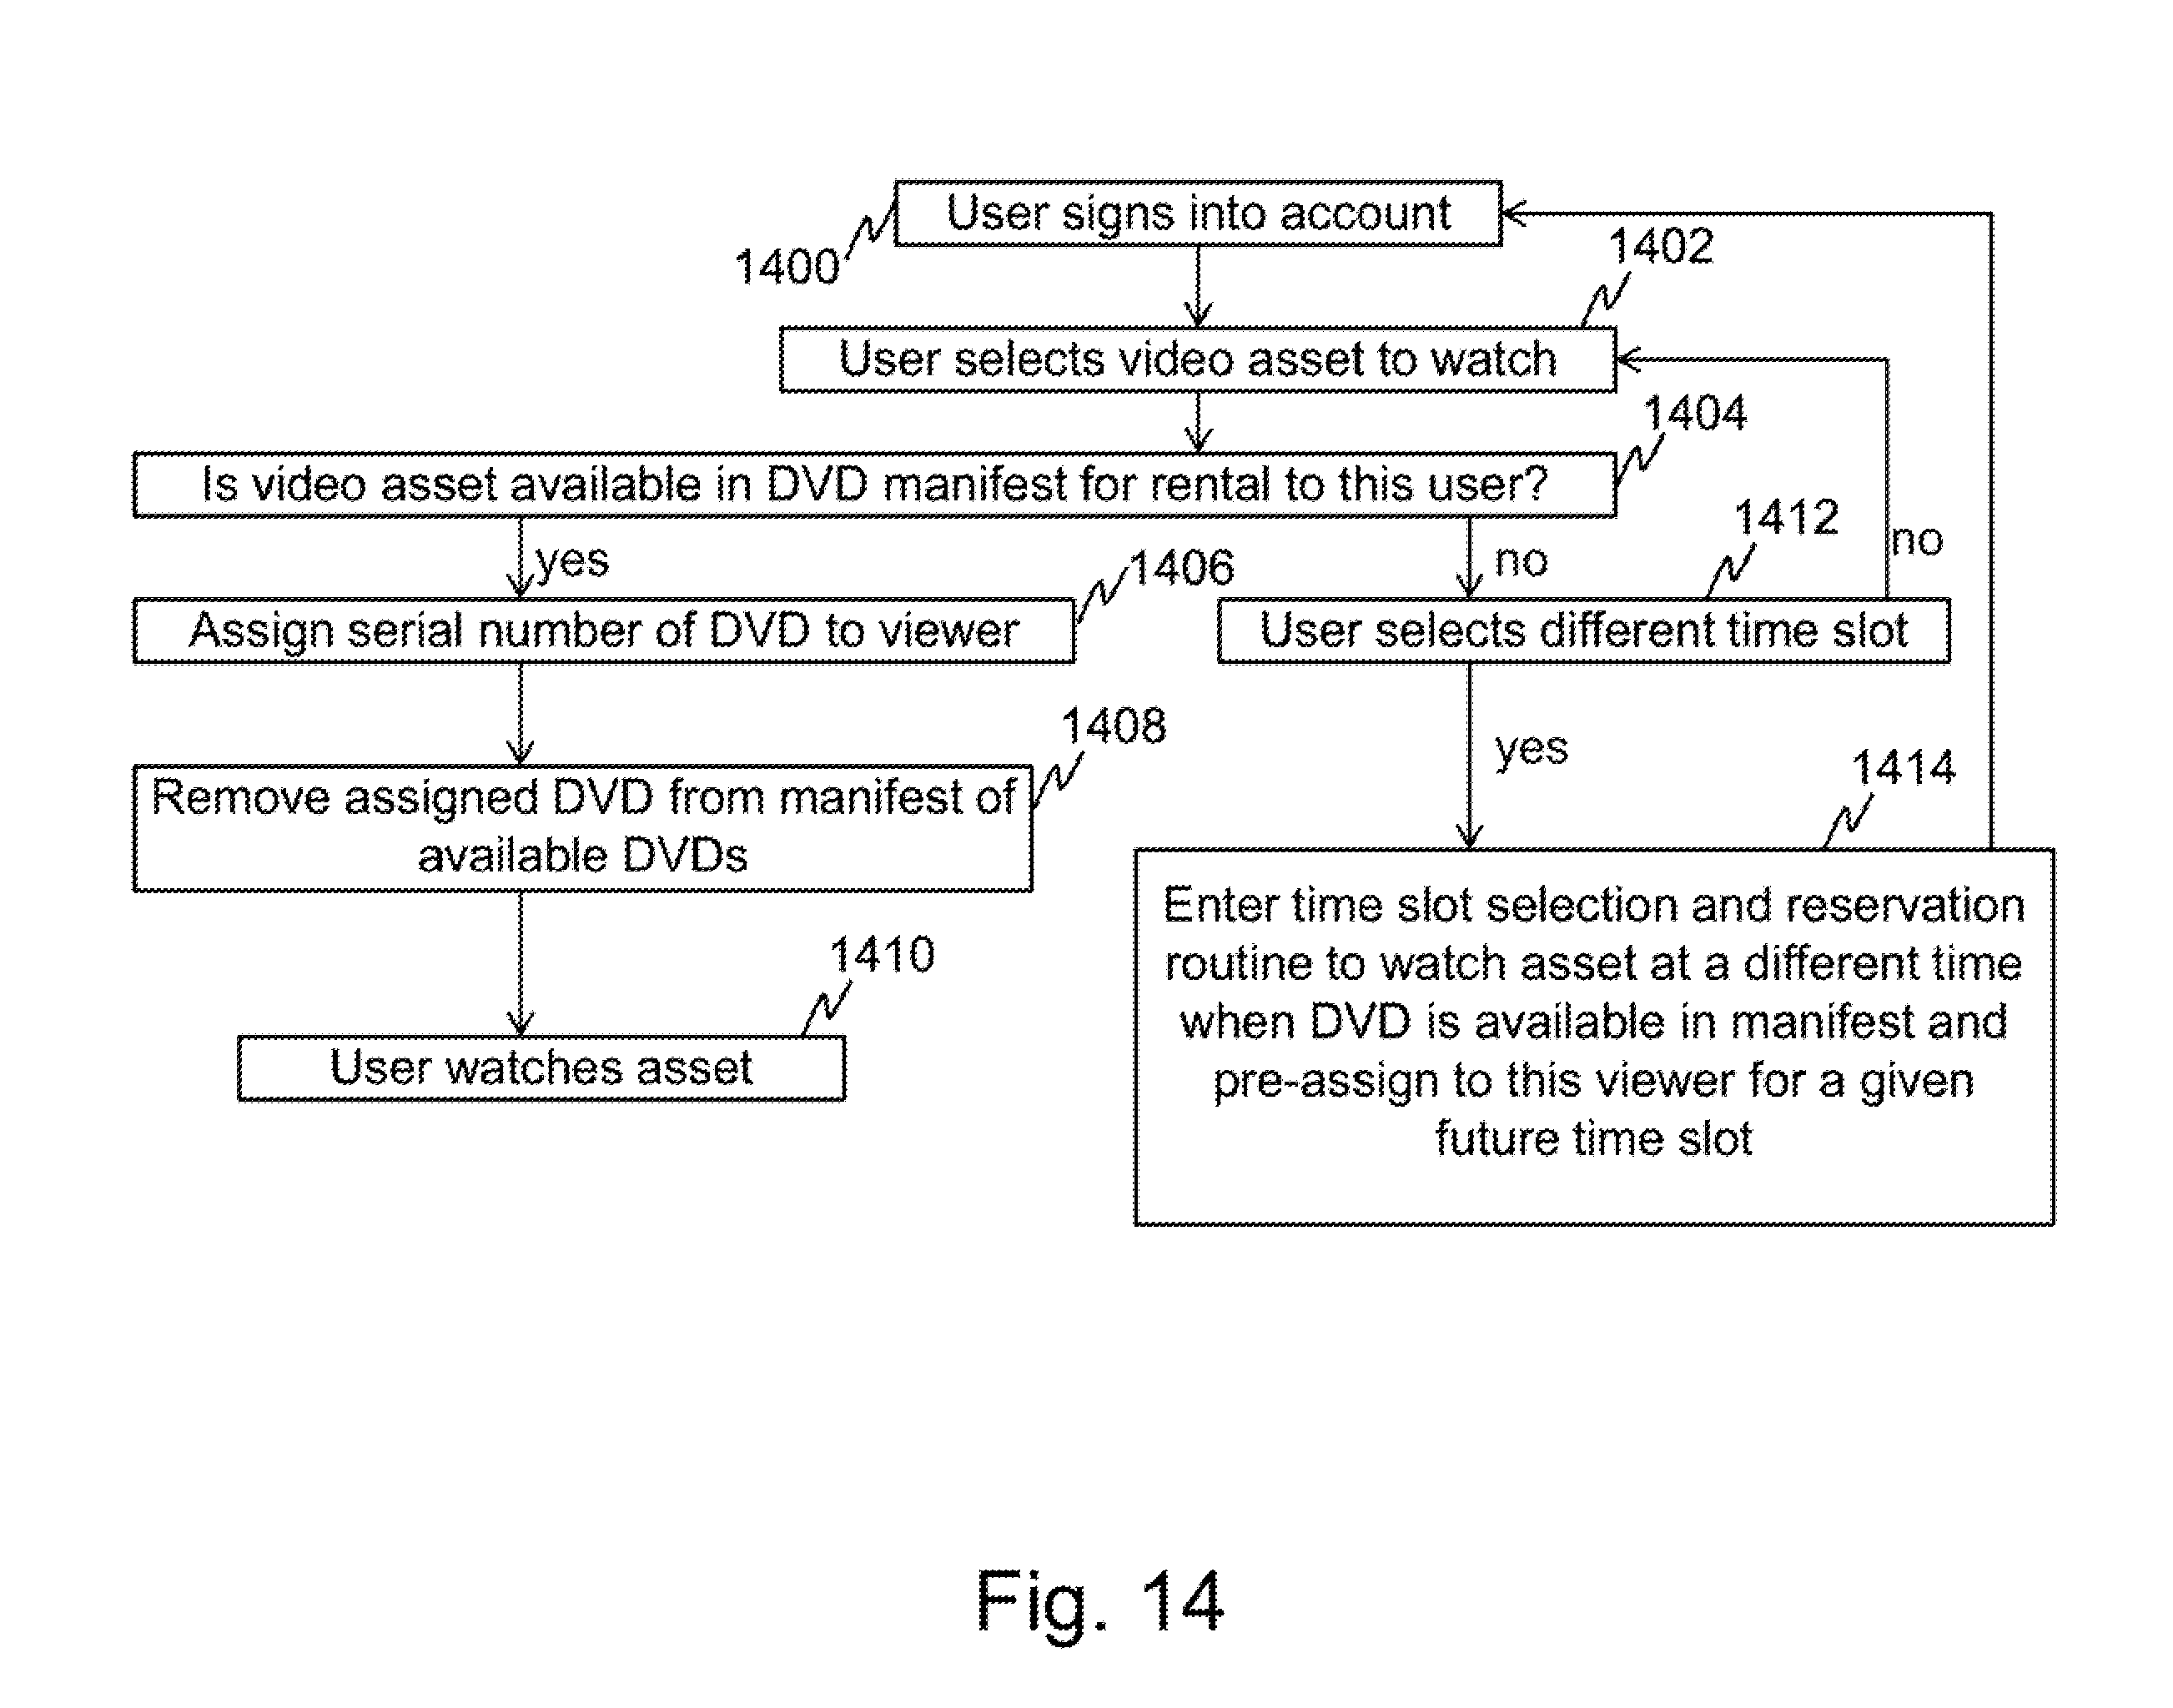 User signs into account
1400
1402
User selects video asset to watch
1404
Is video asset available in DVD manifest for rental to this user?
yes
no
1412
no
1406
Assign serial number of DVD to viewer
User selects different time slot
1408
yes
1414
Remove assigned DVD from manifest of
available DVDs
Enter time slot selection and reservation
routine to watch asset at a different time
when DVD is available in manifest and
pre-assign to this viewer for a given
future time slot
1410
User watches asset
Fig. 14